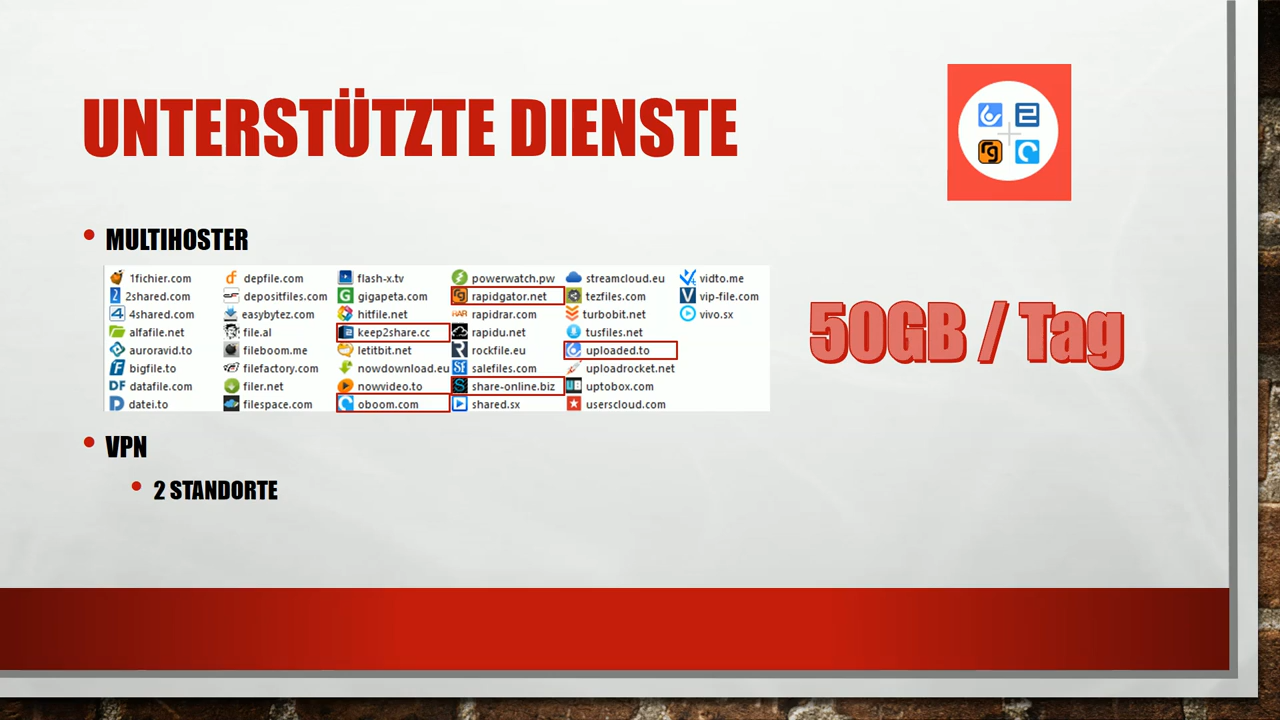 UNTERSTÜTZTE DIENSTE
MULTIHOSTER
1fichier.com depfile.com flash-x.tv powerwatch.pw streamcloud.eu vidto.me
2shared.com depositfiles.com gigapeta.com rapidgator.net tezfiles.com vip-file.com
4shared.com easybytez.com hitfile.net rapidrar.com turbobit.net vivo.sx
alfafile.net file.al keep2share.cc rapidu.net tusfiles.net
auroravid.to fileboom.me letitbit.net rockfile.eu uploaded.to
bigfile.to filefactory.com nowdownload.eu salefiles.com uploadrocket.net
datafile.com filer.net nowvideo.to share-online.biz uptobox.com
datei.to filespace.com oboom.com shared.sx userscloud.com
50GB / Tag
VPN
2 STANDORTE